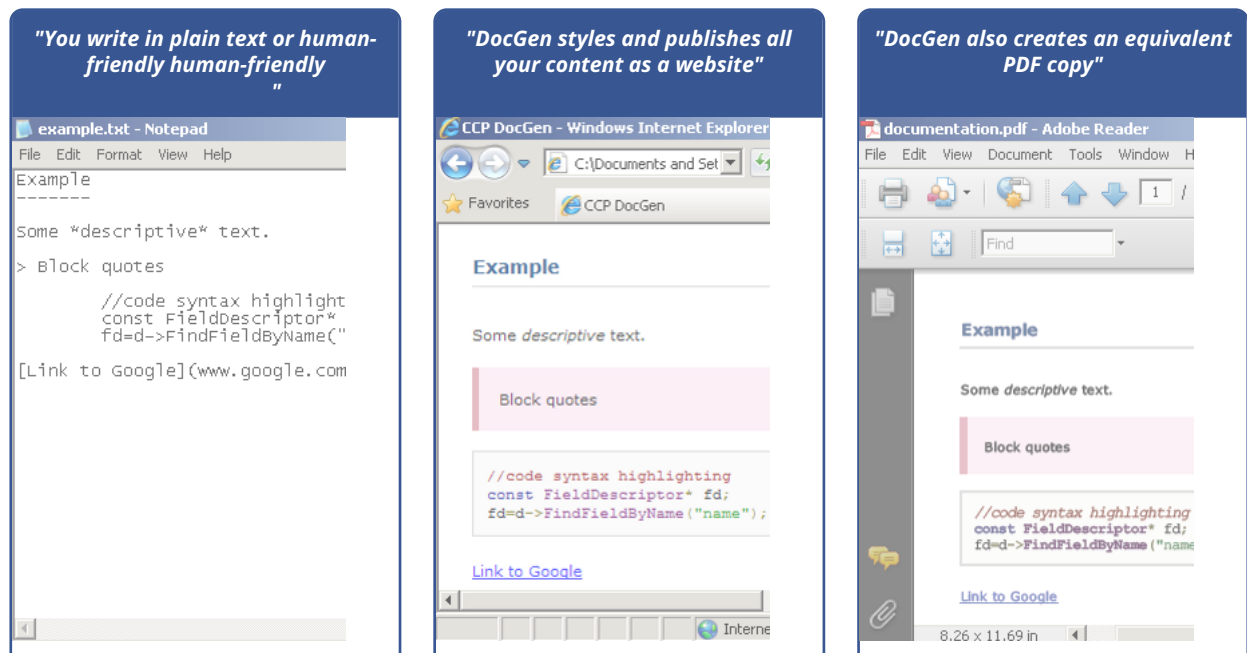 "You write in plain text or human-
friendly human-friendly
"
example.txt - Notepad
File Edit Format View Help
Example
-------
Some *descriptive* text.
> Block quotes
//code syntax highlight
const FieldDescriptor*
fd=d->FindFieldByName("
[Link to Google](www.google.com
"DocGen styles and publishes all
your content as a website"
CCP DocGen - Windows Internet Explorer
C:\Documents and Set
Favorites CCP DocGen
Example
Some descriptive text.
Block quotes
//code syntax highlighting
const FieldDescriptor* fd;
fd=d->FindFieldByName("name");
Link to Google
Interne
"DocGen also creates an equivalent
PDF copy"
documentation.pdf - Adobe Reader
File Edit View Document Tools Window H
1 /
Find
Example
Some descriptive text.
Block quotes
//code syntax highlighting
const FieldDescriptor* fd;
fd=d->FindFieldByName("name
Link to Google
8.26 x 11.69 in